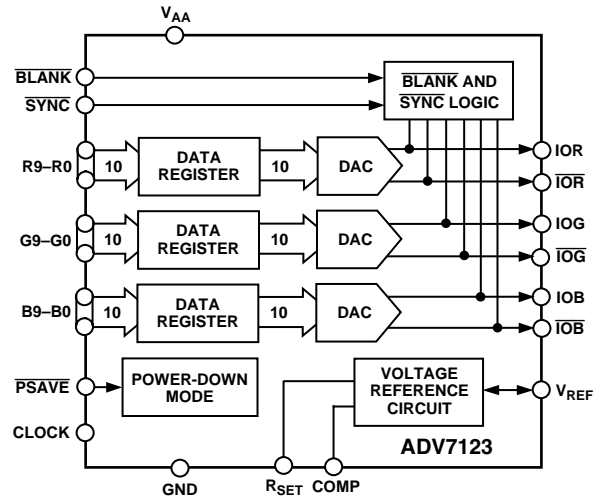 VAA
BLANK
SYNC
BLANK AND
SYNC LOGIC
R9–R0
10
DATA
REGISTER
10
DAC
IOR
IOR
G9–G0
10
DATA
REGISTER
10
DAC
IOG
IOG
B9–B0
10
DATA
REGISTER
10
DAC
IOB
IOB
PSAVE
POWER-DOWN
MODE
VOLTAGE
REFERENCE
CIRCUIT
VREF
CLOCK
ADV7123
GND
RSET
COMP